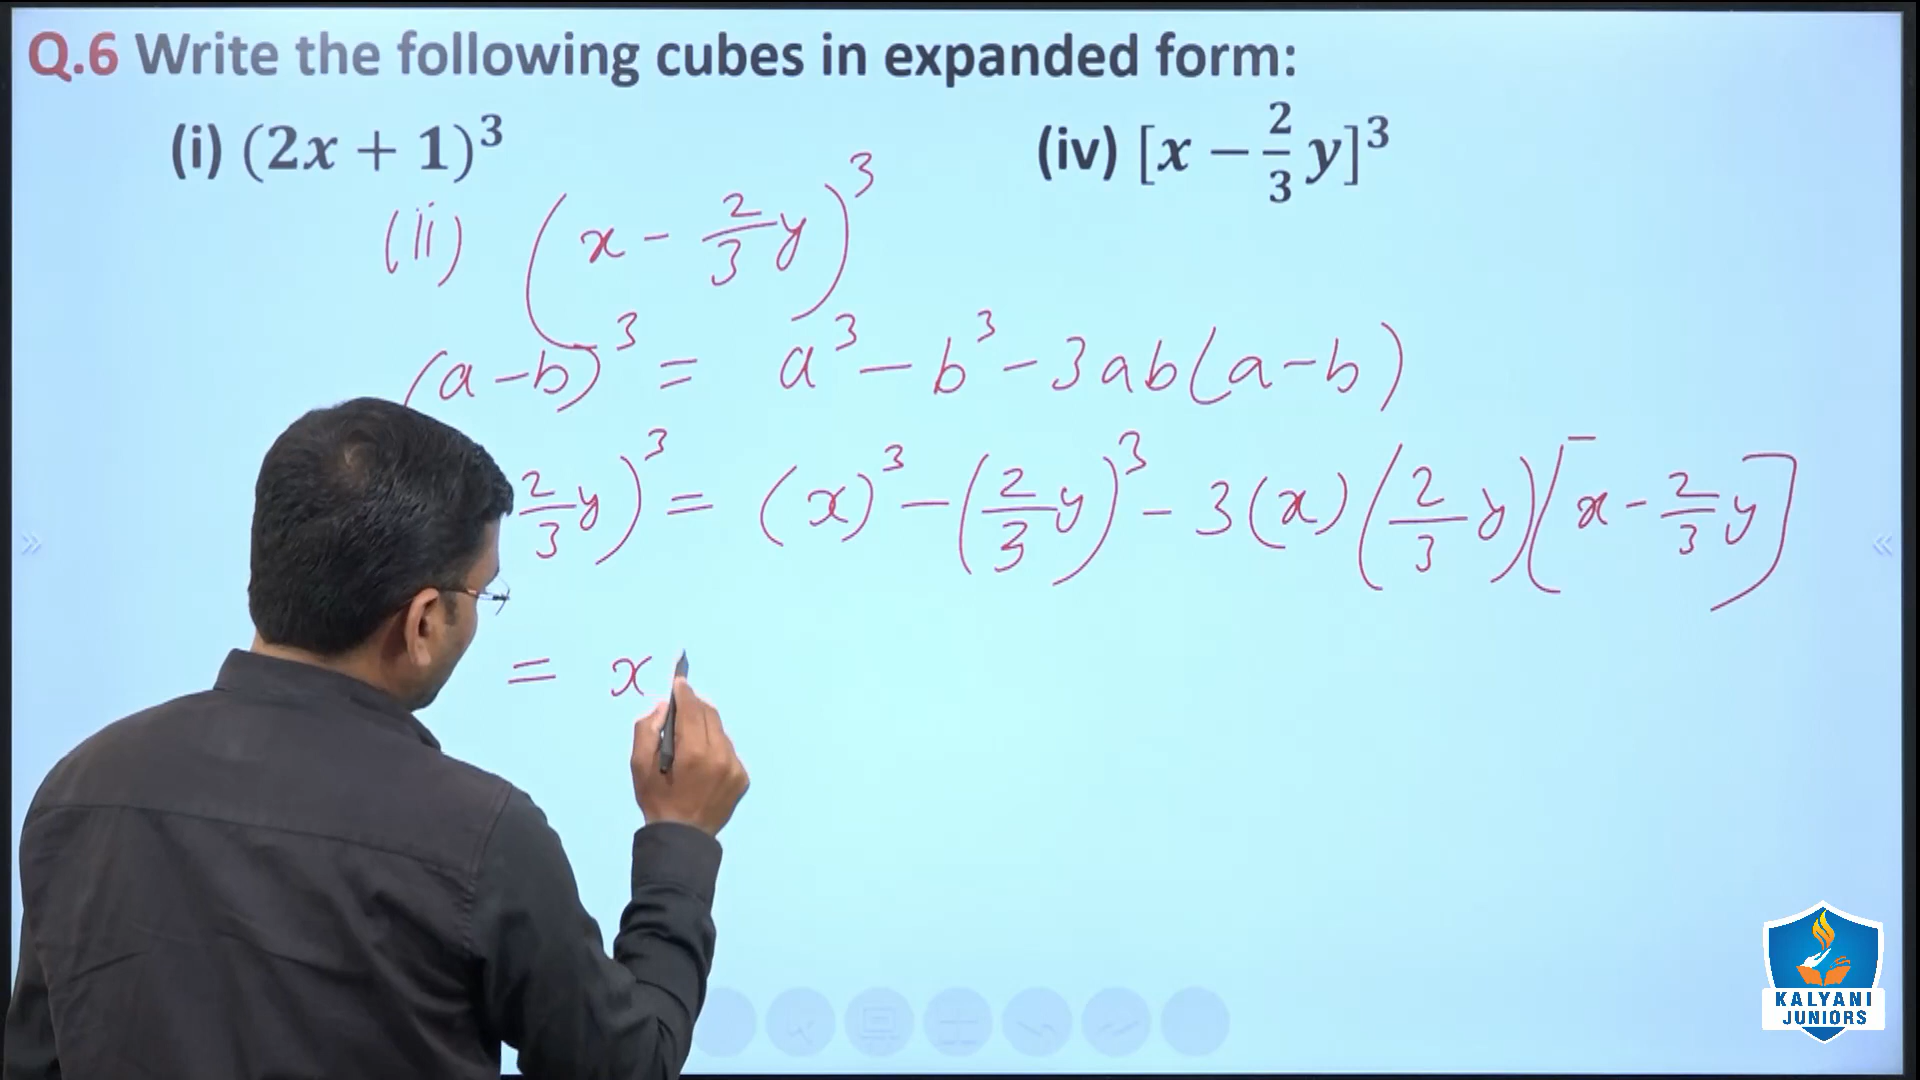 Q.6 Write the following cubes in expanded form:
(i) (2x + 1)³ (iv) [x − 2/3 y]³
(ii) (x − 2/3 y)³
(a − b)³ = a³ − b³ − 3ab(a − b)
2/3 y)³ = (x)³ − (2/3 y)³ − 3(x)(2/3 y)[x − 2/3 y]
= x
KALYANI
JUNIORS